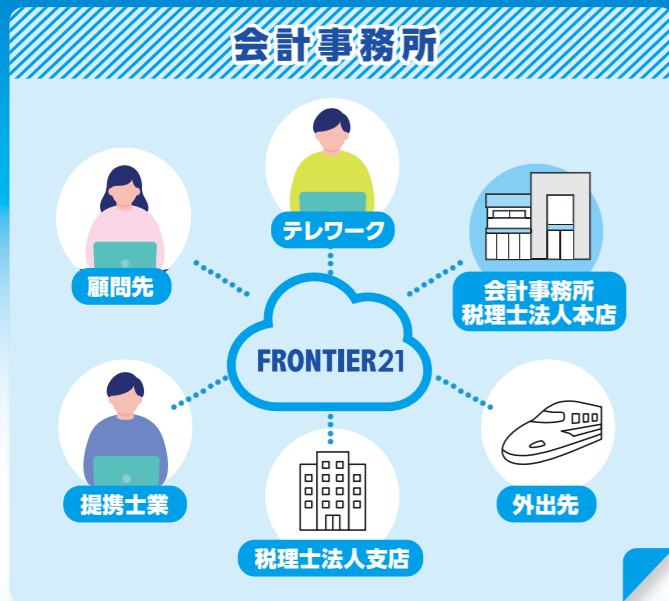 会計事務所
テレワーク
顧問先
会計事務所
税理士法人本店
FRONTIER21
提携士業
外出先
税理士法人支店